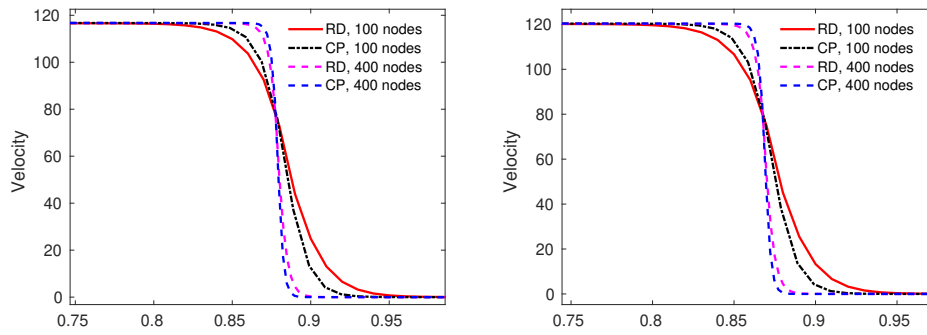 120
100
80
60
40
20
0
Velocity
0.75 0.8 0.85 0.9 0.95
RD, 100 nodes
CP, 100 nodes
RD, 400 nodes
CP, 400 nodes
120
100
80
60
40
20
0
Velocity
0.75 0.8 0.85 0.9 0.95
RD, 100 nodes
CP, 100 nodes
RD, 400 nodes
CP, 400 nodes